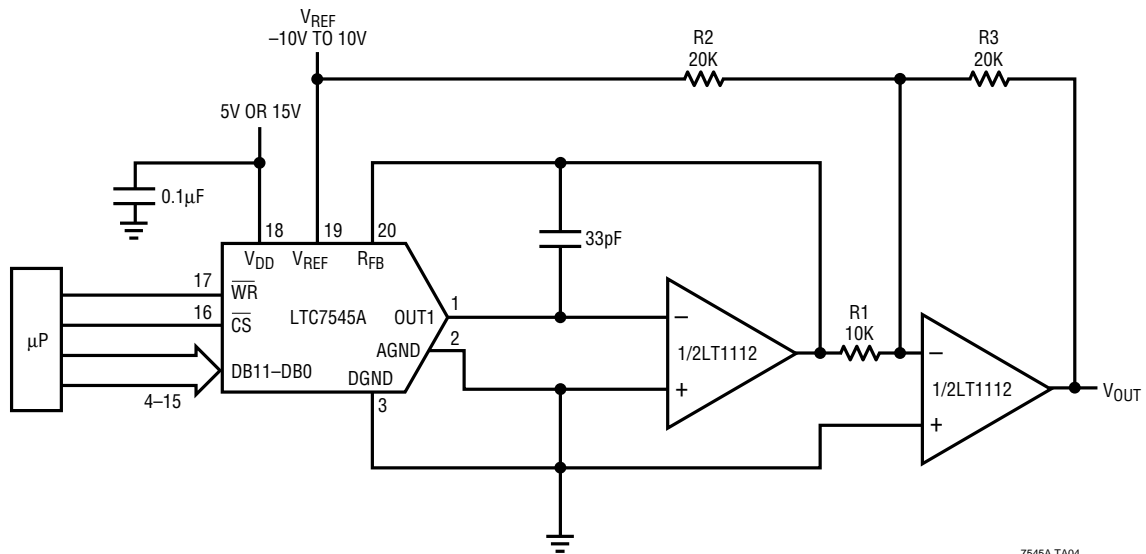 V_REF
–10V TO 10V
R2
20K
R3
20K
5V OR 15V
0.1µF
18
19
20
V_DD
V_REF
R_FB
33pF
17
W̅R̅
16
C̅S̅
LTC7545A
OUT1
1
R1
10K
µP
2
AGND
1/2LT1112
–
+
DB11–DB0
DGND
4–15
3
–
+
1/2LT1112
V_OUT
7545A TA04